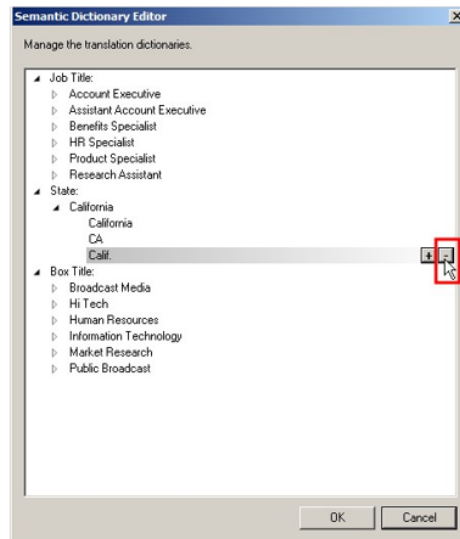 Semantic Dictionary Editor
Manage the translation dictionaries.
Job Title:
Account Executive
Assistant Account Executive
Benefits Specialist
HR Specialist
Product Specialist
Research Assistant
State:
California
California
CA
Calif.
Box Title:
Broadcast Media
Hi Tech
Human Resources
Information Technology
Market Research
Public Broadcast
OK Cancel